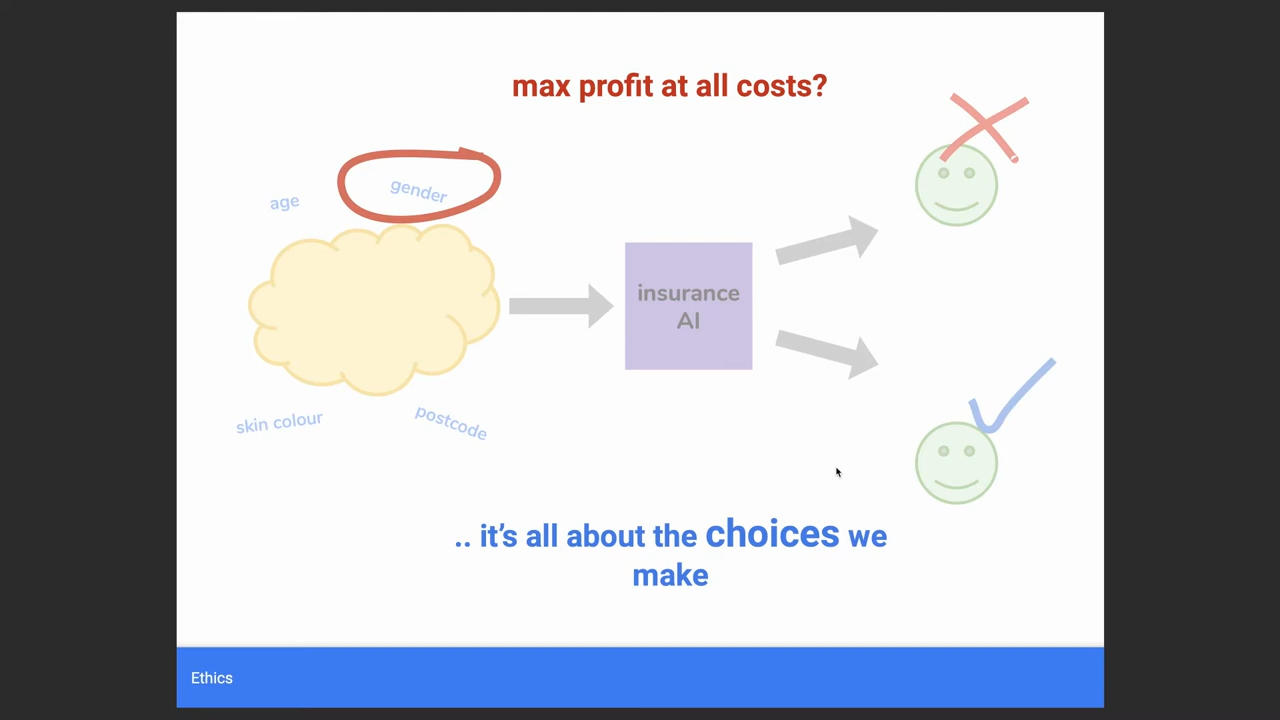 max profit at all costs?
gender
age
insurance
AI
skin colour
postcode
.. it's all about the choices we
make
Ethics